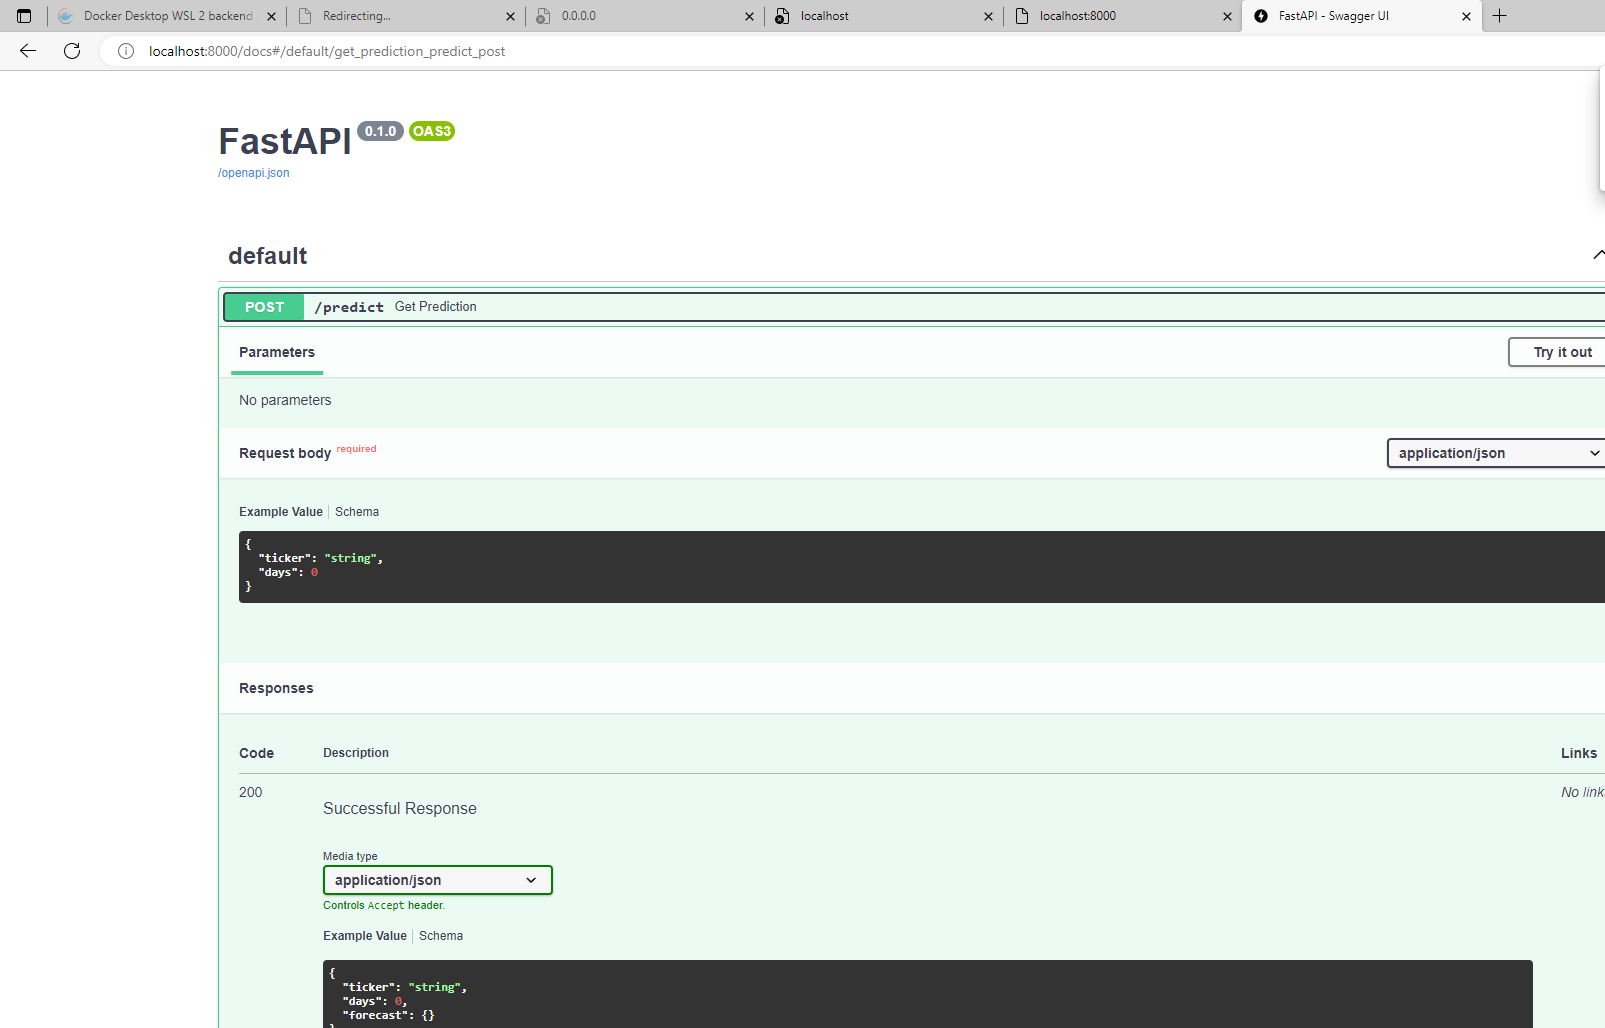 Docker Desktop WSL 2 backend
Redirecting...
0.0.0.0
localhost
localhost:8000
FastAPI - Swagger UI
localhost:8000/docs#/default/get_prediction_predict_post
FastAPI 0.1.0 OAS3
/openapi.json
default
POST /predict Get Prediction
Parameters
Try it out
No parameters
Request body required
application/json
Example Value Schema
{
"ticker": "string",
"days": 0
}
Responses
Code Description Links
200
Successful Response
No link
Media type
application/json
Controls Accept header.
Example Value Schema
{
"ticker": "string",
"days": 0,
"forecast": {}
}